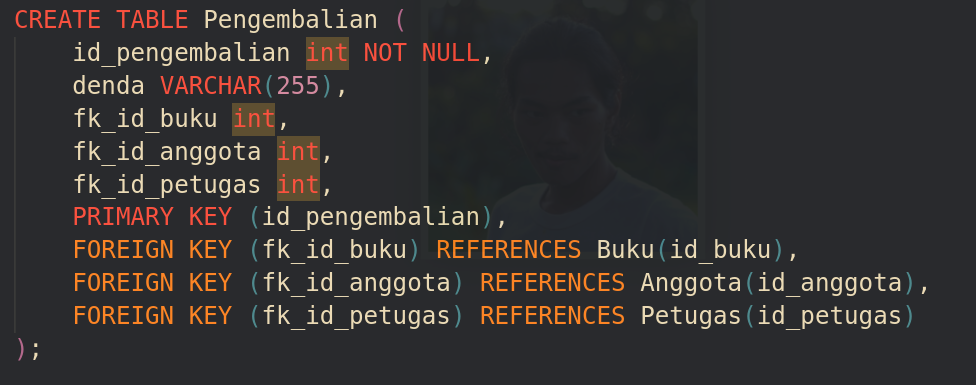 CREATE TABLE Pengembalian (
    id_pengembalian int NOT NULL,
    denda VARCHAR(255),
    fk_id_buku int,
    fk_id_anggota int,
    fk_id_petugas int,
    PRIMARY KEY (id_pengembalian),
    FOREIGN KEY (fk_id_buku) REFERENCES Buku(id_buku),
    FOREIGN KEY (fk_id_anggota) REFERENCES Anggota(id_anggota),
    FOREIGN KEY (fk_id_petugas) REFERENCES Petugas(id_petugas)
);